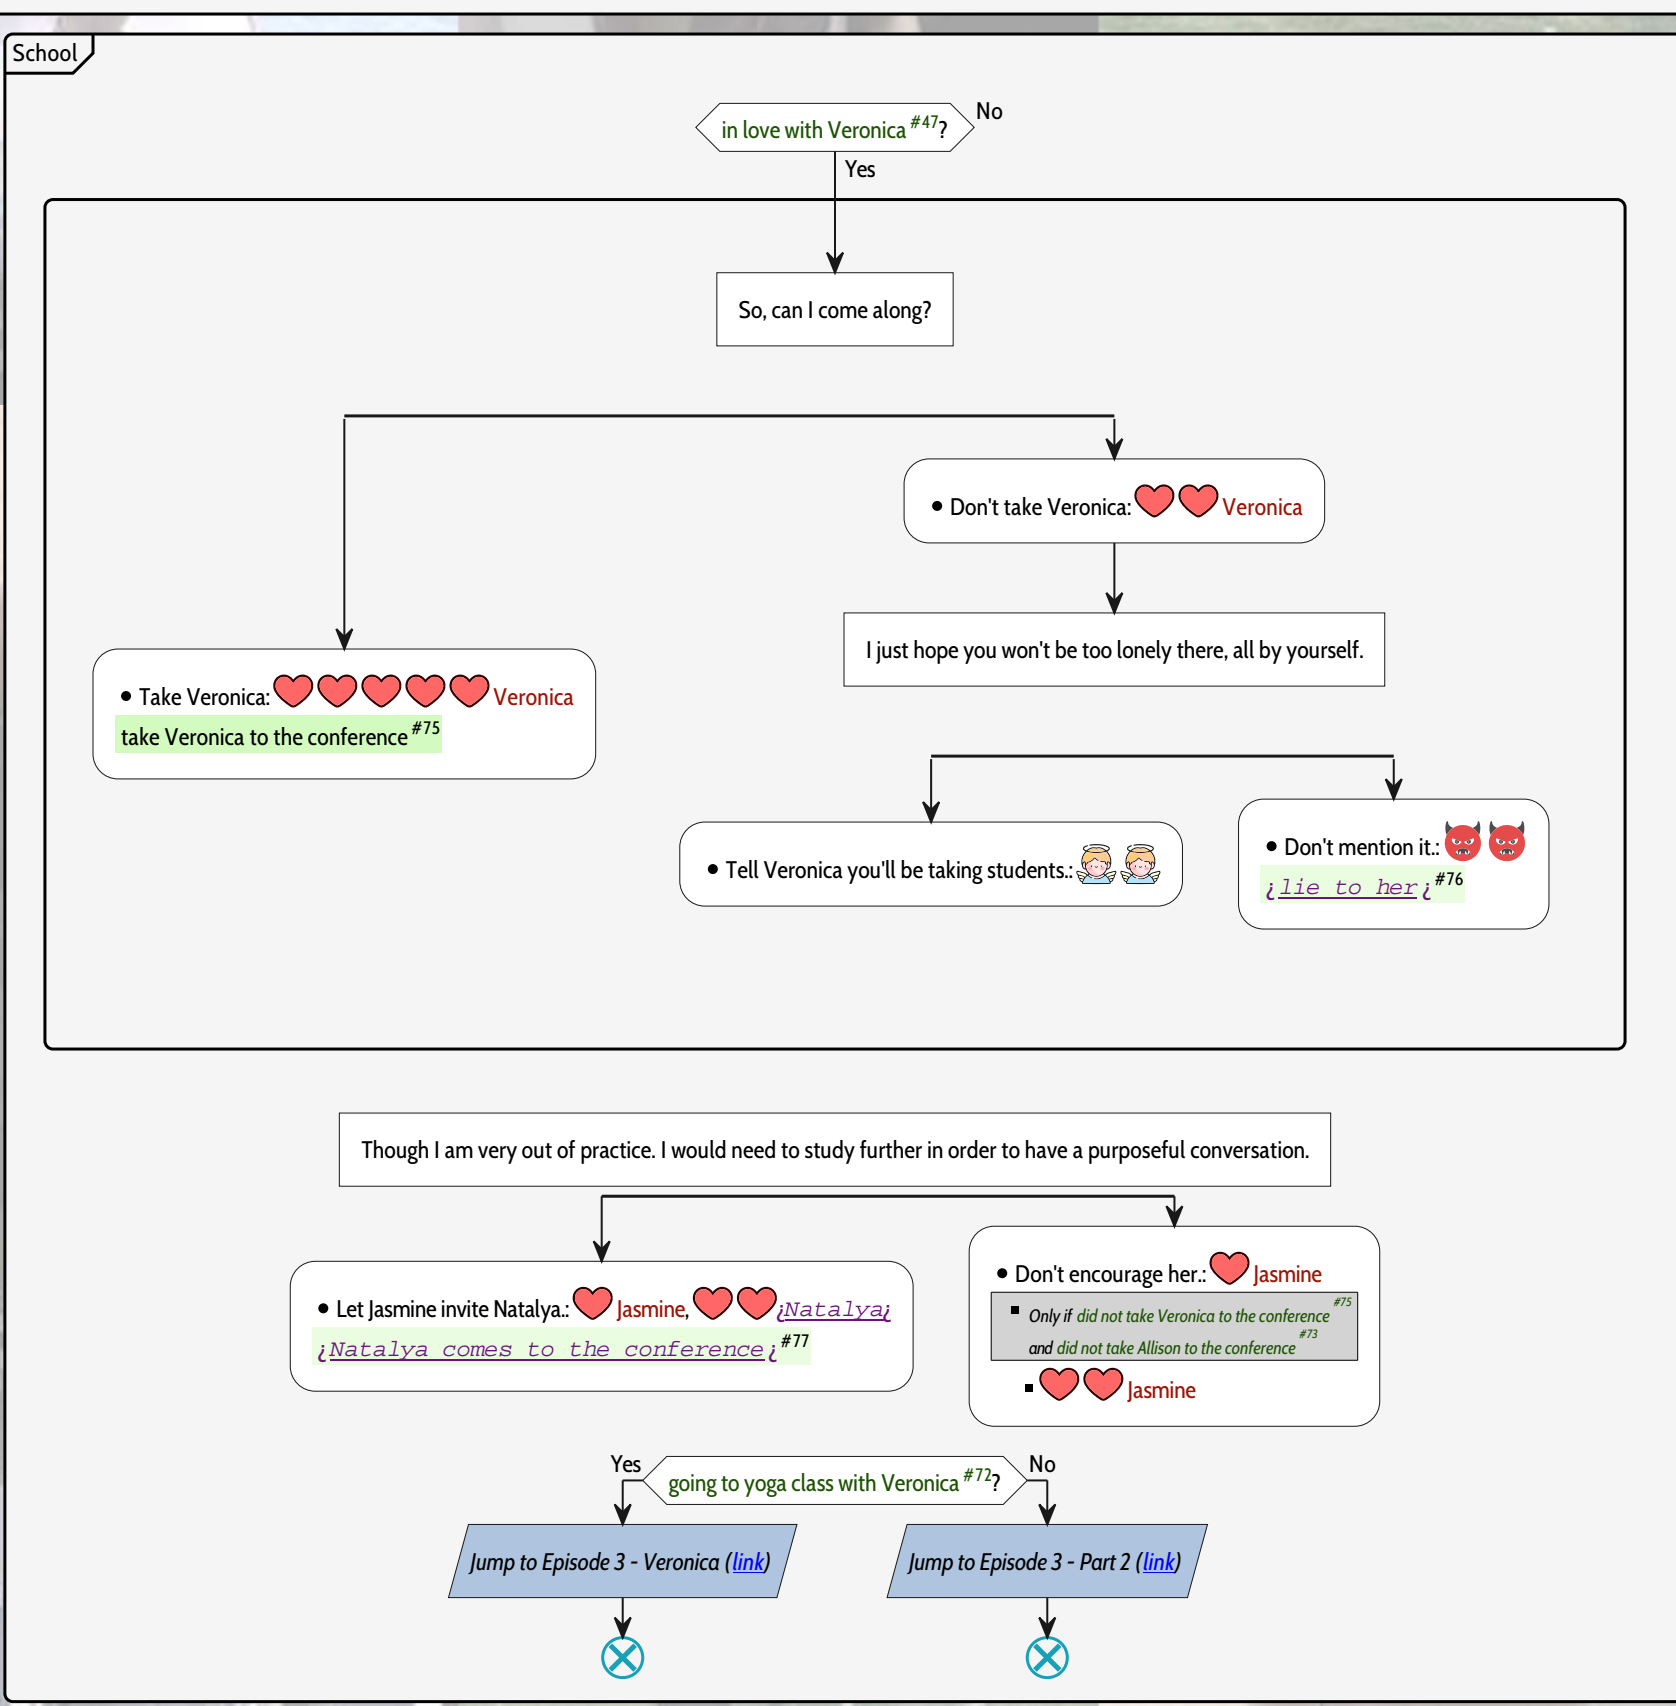 School
in love with Veronica #47?
No
Yes
So, can I come along?
Don't take Veronica: Veronica
I just hope you won't be too lonely there, all by yourself.
Take Veronica: Veronica
take Veronica to the conference #75
Tell Veronica you'll be taking students.:
Don't mention it.:
¿lie to her¿ #76
Though I am very out of practice. I would need to study further in order to have a purposeful conversation.
Let Jasmine invite Natalya.: Jasmine, ¿Natalya¿
¿Natalya comes to the conference¿ #77
Don't encourage her.: Jasmine
Only if did not take Veronica to the conference #75
and did not take Allison to the conference #73
Jasmine
Yes
going to yoga class with Veronica #72?
No
Jump to Episode 3 - Veronica (link)
Jump to Episode 3 - Part 2 (link)